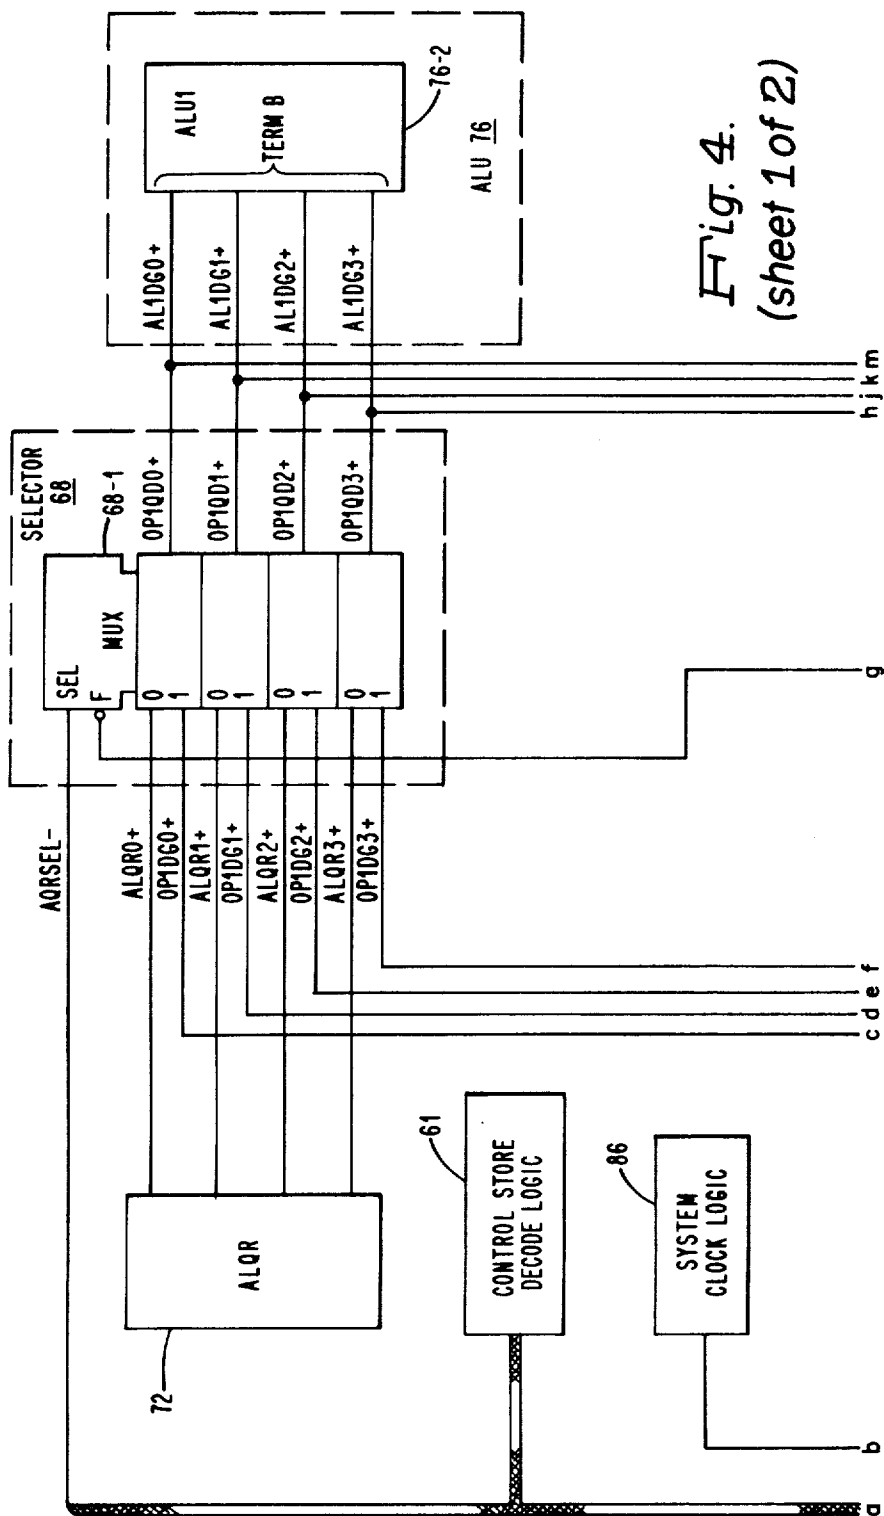 AQRSEL-
SELECTOR
68
68-1
SEL
F
MUX
ALQR0+
OP1DG0+
ALQR1+
OP1DG1+
ALQR2+
OP1DG2+
ALQR3+
OP1DG3+
0
1
0
1
0
1
0
1
OP1QD0+
OP1QD1+
OP1QD2+
OP1QD3+
AL1DG0+
AL1DG1+
AL1DG2+
AL1DG3+
ALU1
TERM B
76-2
ALU 76
ALQR
72
CONTROL STORE
DECODE LOGIC
61
SYSTEM
CLOCK LOGIC
86
a
b
c
d
e
f
g
h
j
k
m
Fig. 4.
(sheet 1 of 2)